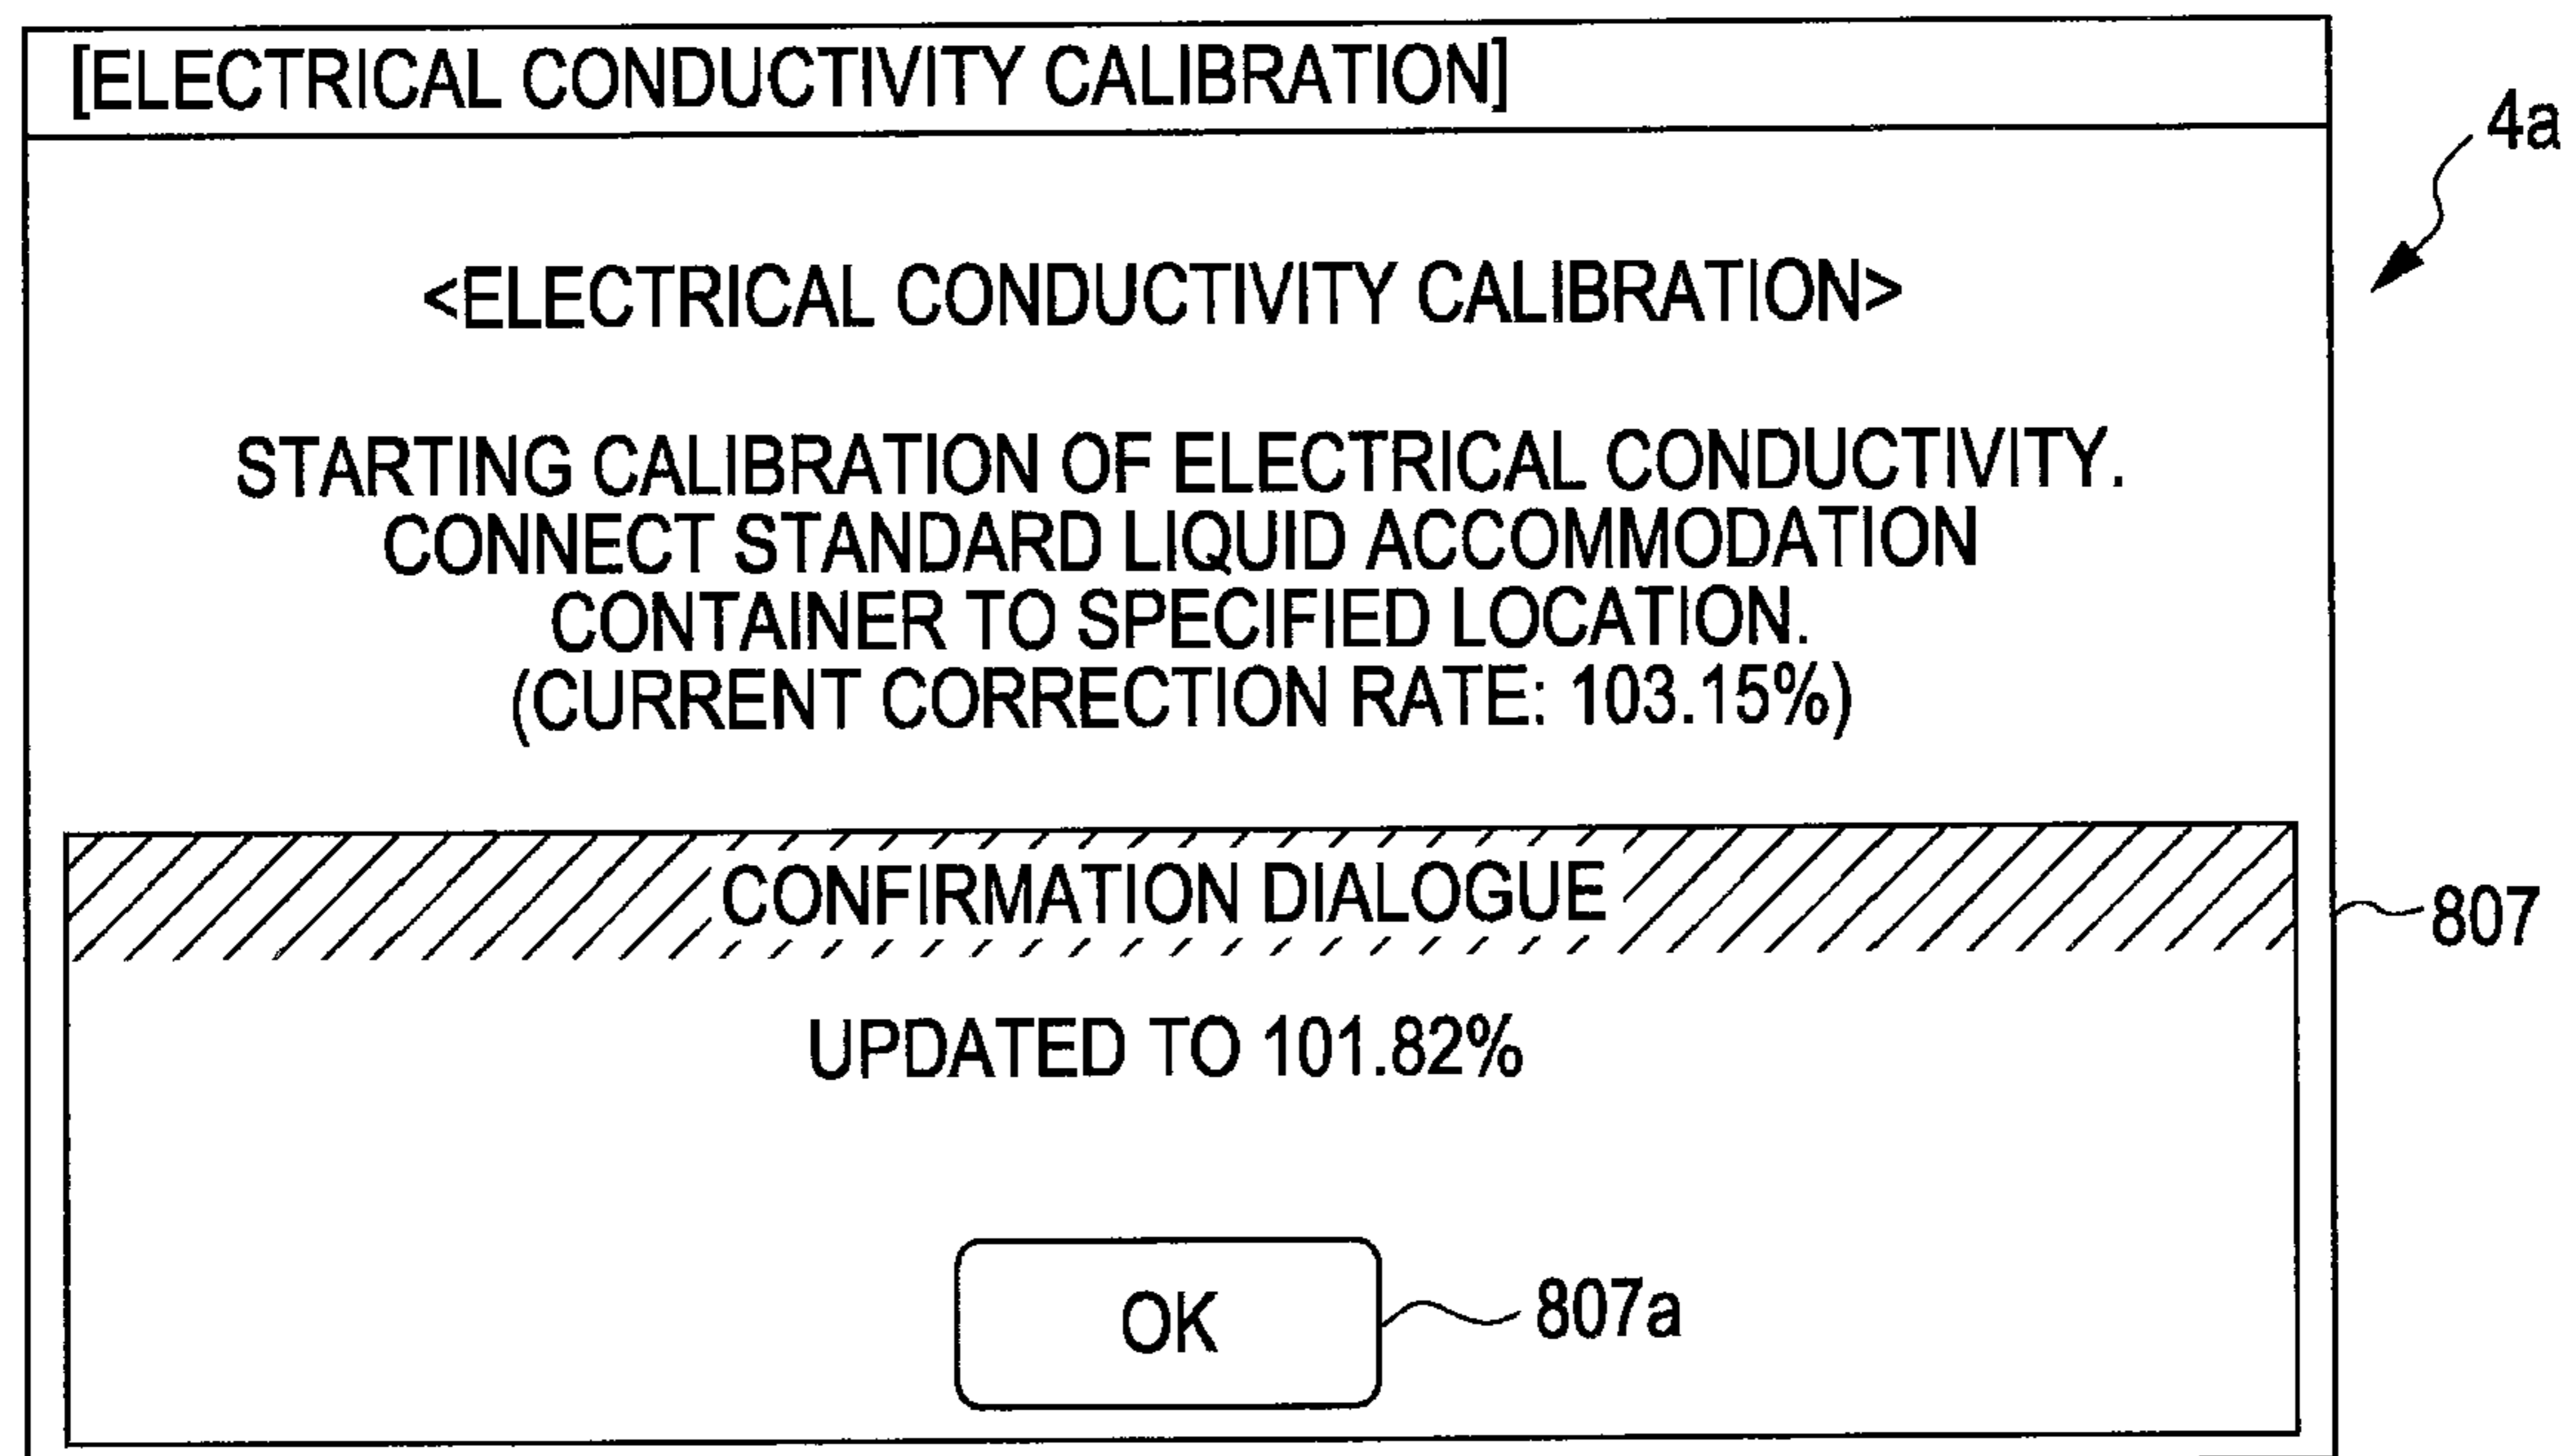 [ELECTRICAL CONDUCTIVITY CALIBRATION]
4a
<ELECTRICAL CONDUCTIVITY CALIBRATION>
STARTING CALIBRATION OF ELECTRICAL CONDUCTIVITY.
CONNECT STANDARD LIQUID ACCOMMODATION
CONTAINER TO SPECIFIED LOCATION.
(CURRENT CORRECTION RATE: 103.15%)
CONFIRMATION DIALOGUE
807
UPDATED TO 101.82%
OK
807a